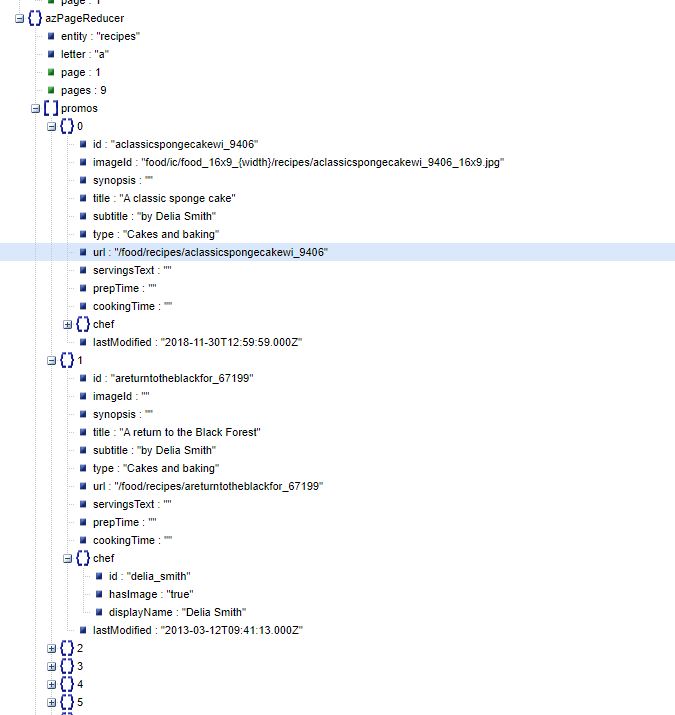 page : 1
azPageReducer
entity : "recipes"
letter : "a"
page : 1
pages : 9
promos
0
id : "aclassicspongecakewi_9406"
imageId : "food/ic/food_16x9_{width}/recipes/aclassicspongecakewi_9406_16x9.jpg"
synopsis : ""
title : "A classic sponge cake"
subtitle : "by Delia Smith"
type : "Cakes and baking"
url : "/food/recipes/aclassicspongecakewi_9406"
servingsText : ""
prepTime : ""
cookingTime : ""
chef
lastModified : "2018-11-30T12:59:59.000Z"
1
id : "areturntotheblackfor_67199"
imageId : ""
synopsis : ""
title : "A return to the Black Forest"
subtitle : "by Delia Smith"
type : "Cakes and baking"
url : "/food/recipes/areturntotheblackfor_67199"
servingsText : ""
prepTime : ""
cookingTime : ""
chef
id : "delia_smith"
hasImage : "true"
displayName : "Delia Smith"
lastModified : "2013-03-12T09:41:13.000Z"
2
3
4
5